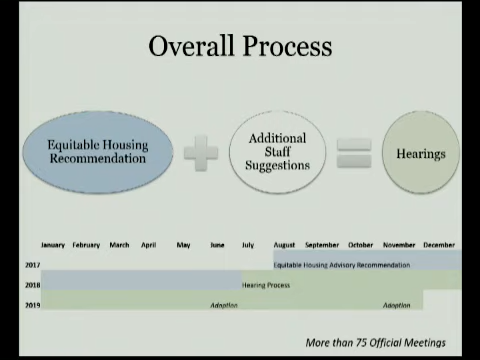 Overall Process
Equitable Housing
Recommendation
Additional
Staff
Suggestions
Hearings
January February March April May June July August September October November December
2017 Equitable Housing Advisory Recommendation
2018 Hearing Process
2019 Adoption Adoption
More than 75 Official Meetings